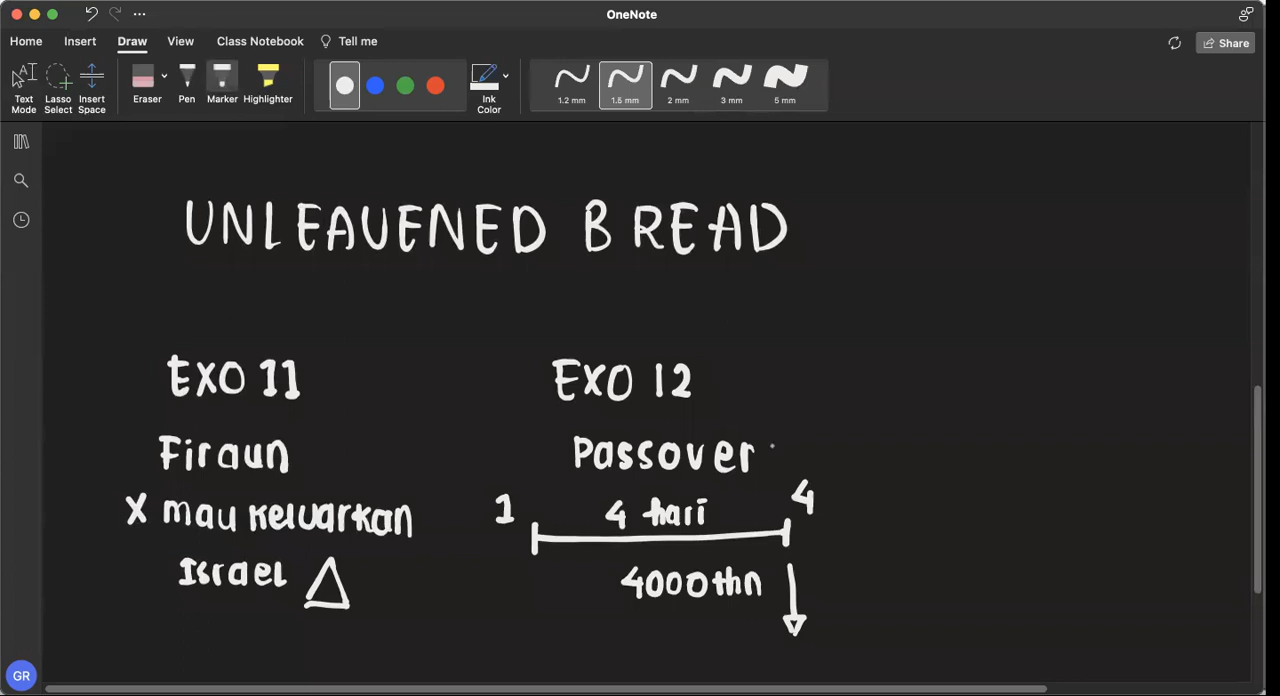 OneNote
Home Insert Draw View Class Notebook Tell me
Share
Text Mode
Lasso Select
Insert Space
Eraser
Pen
Marker
Highlighter
Ink Color
1.2 mm
1.5 mm
2 mm
3 mm
5 mm
UNLEAVENED BREAD
EXO 11
Firaun
X mau keluarkan
Israel
EXO 12
Passover
1 4 hari 4
4000thn
GR